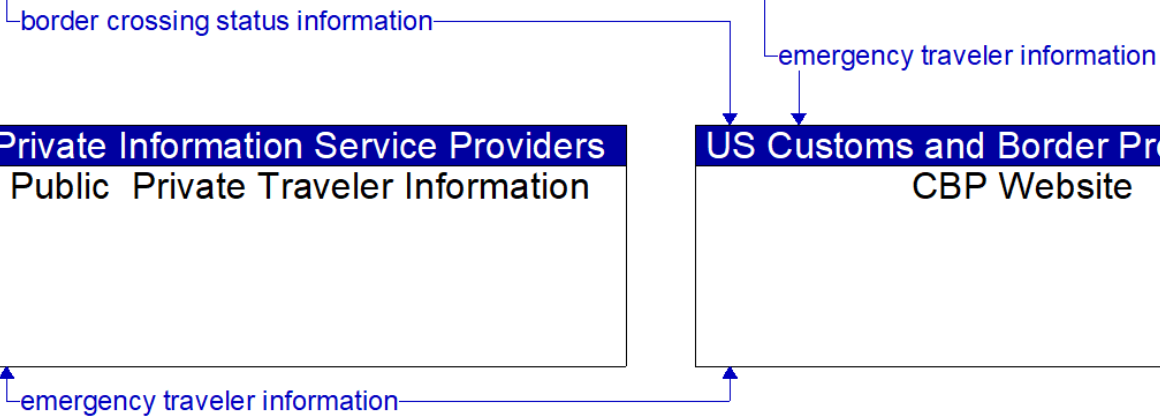 border crossing status information
emergency traveler information
Private Information Service Providers
US Customs and Border Pro
Public Private Traveler Information
CBP Website
emergency traveler information